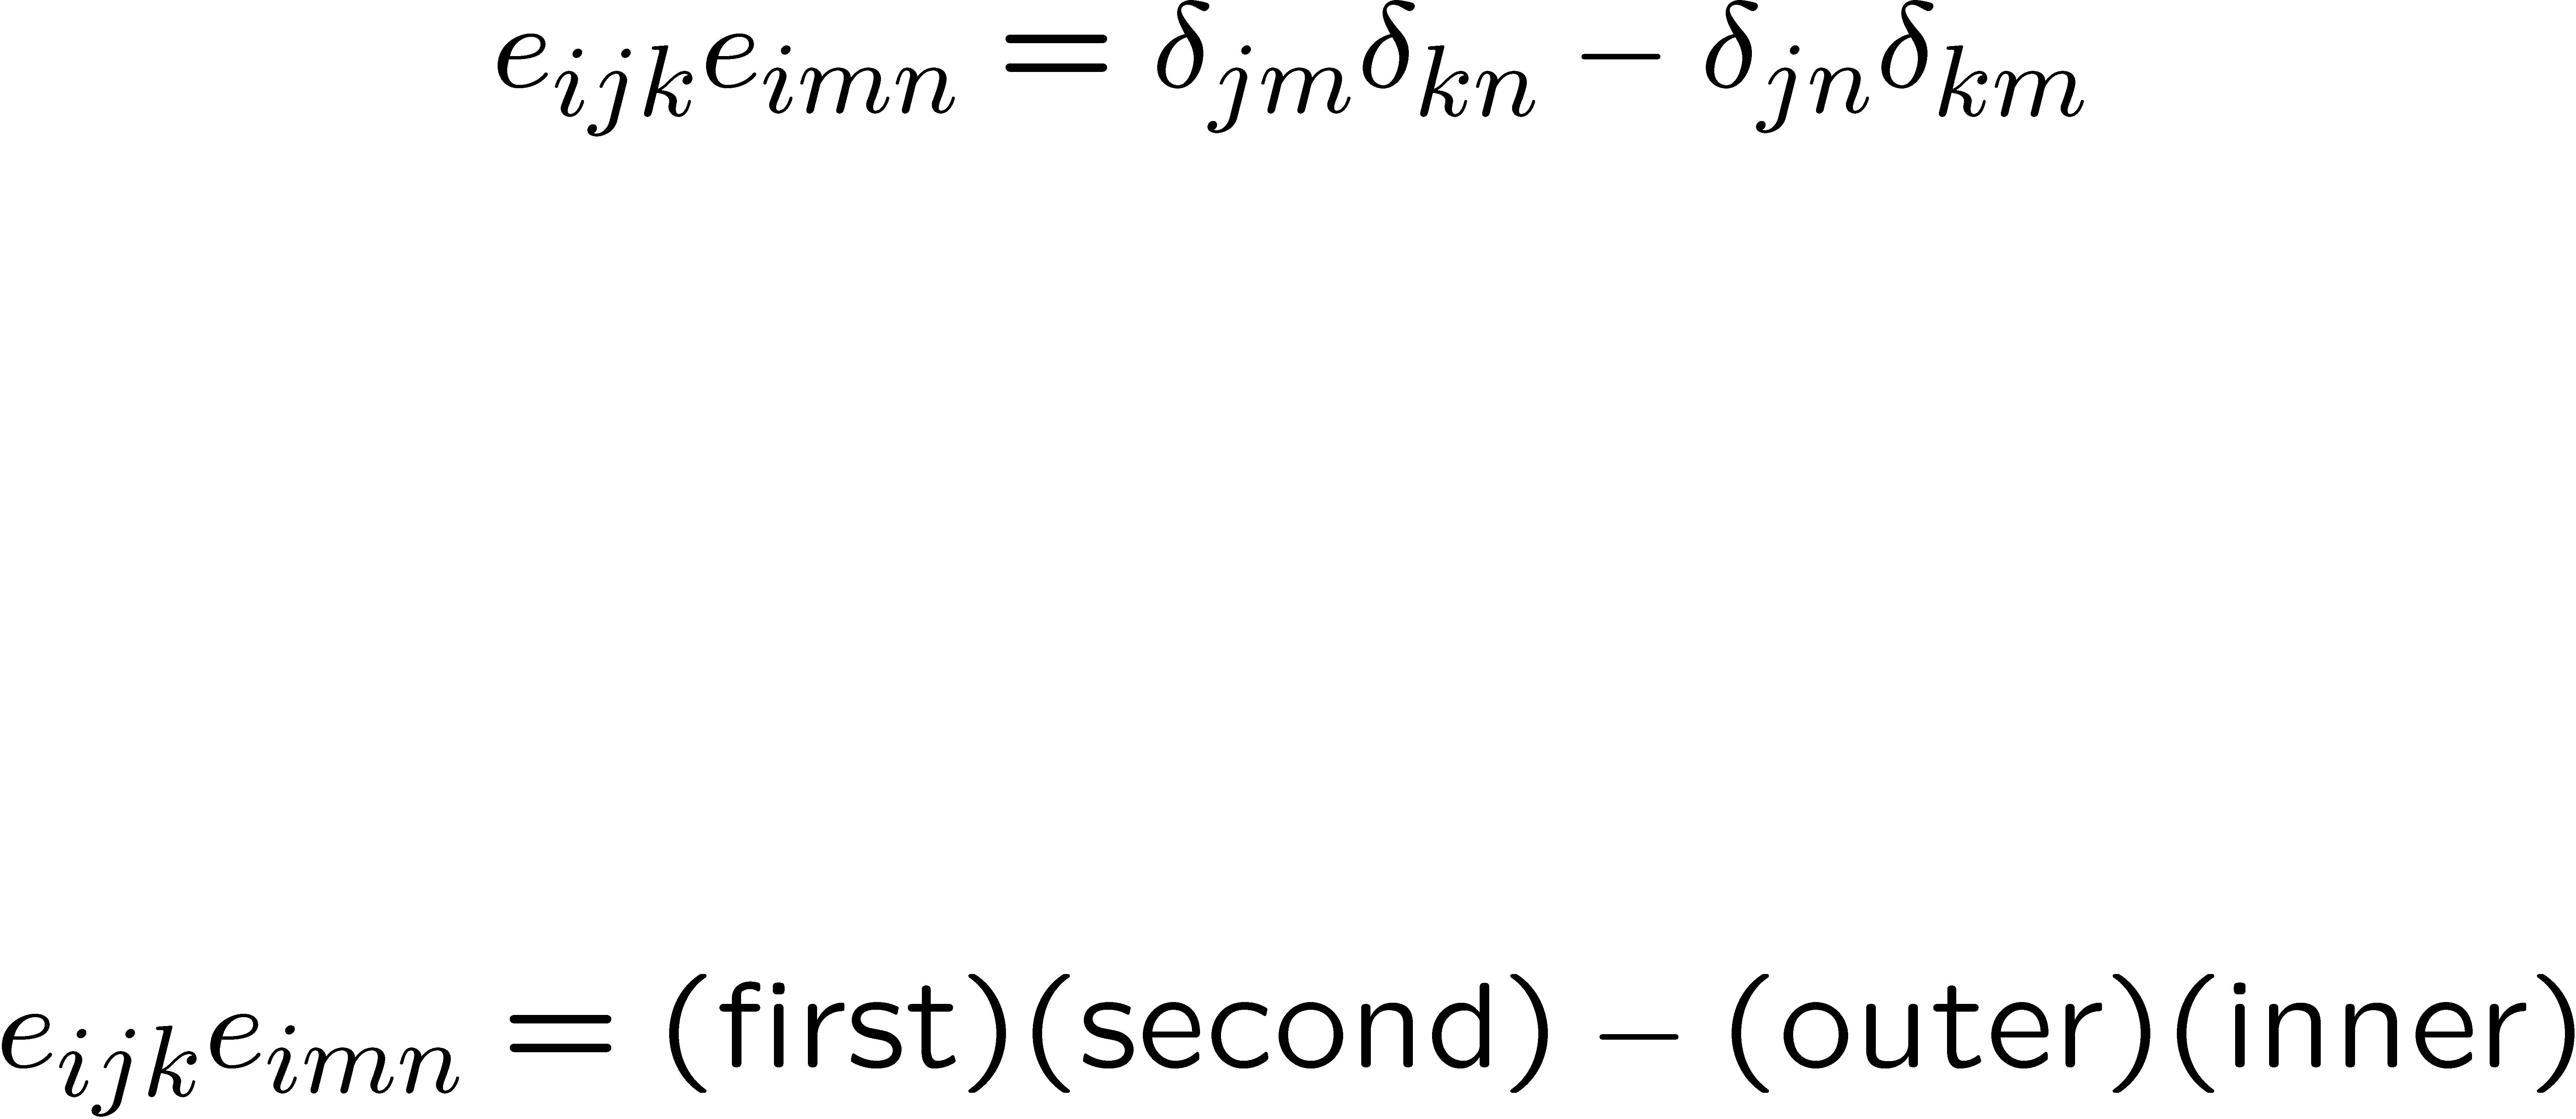 e_{ijk}e_{imn} = δ_{jm}δ_{kn} − δ_{jn}δ_{km}
e_{ijk}e_{imn} = (first)(second) − (outer)(inner)